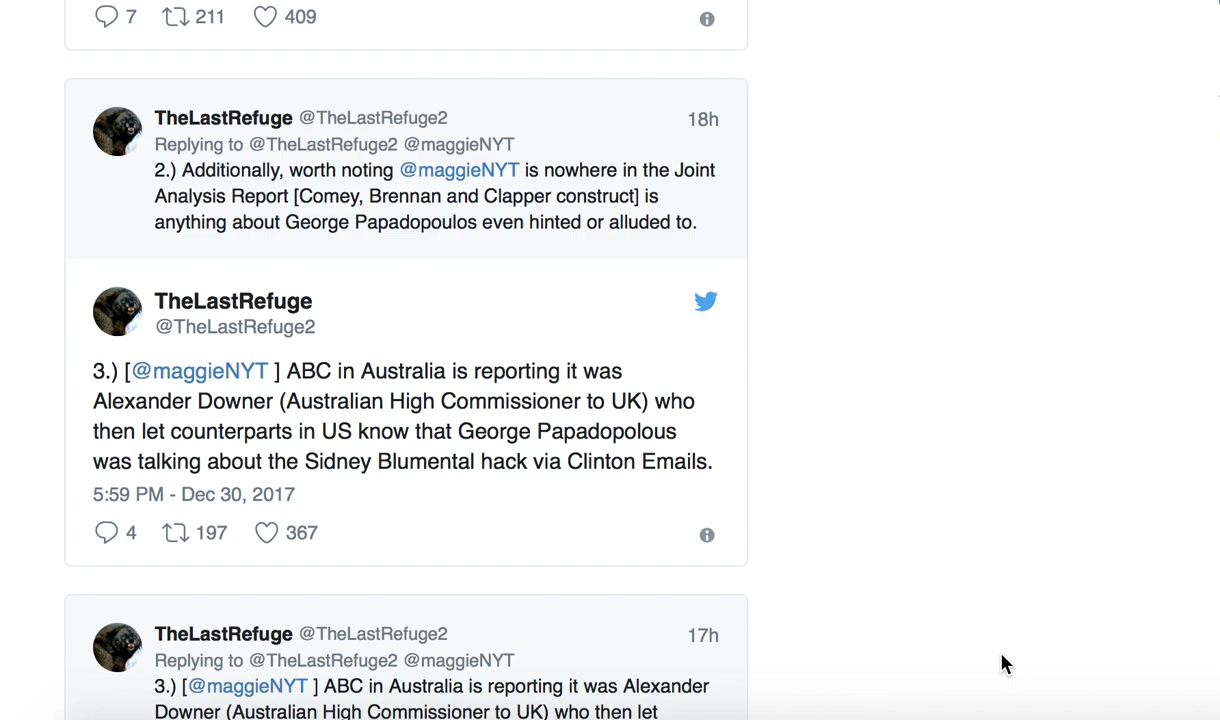 7 211 409
TheLastRefuge @TheLastRefuge2 18h
Replying to @TheLastRefuge2 @maggieNYT
2.) Additionally, worth noting @maggieNYT is nowhere in the Joint
Analysis Report [Comey, Brennan and Clapper construct] is
anything about George Papadopoulos even hinted or alluded to.
TheLastRefuge
@TheLastRefuge2
3.) [@maggieNYT ] ABC in Australia is reporting it was
Alexander Downer (Australian High Commissioner to UK) who
then let counterparts in US know that George Papadopolous
was talking about the Sidney Blumental hack via Clinton Emails.
5:59 PM - Dec 30, 2017
4 197 367
TheLastRefuge @TheLastRefuge2 17h
Replying to @TheLastRefuge2 @maggieNYT
3.) [@maggieNYT ] ABC in Australia is reporting it was Alexander
Downer (Australian High Commissioner to UK) who then let